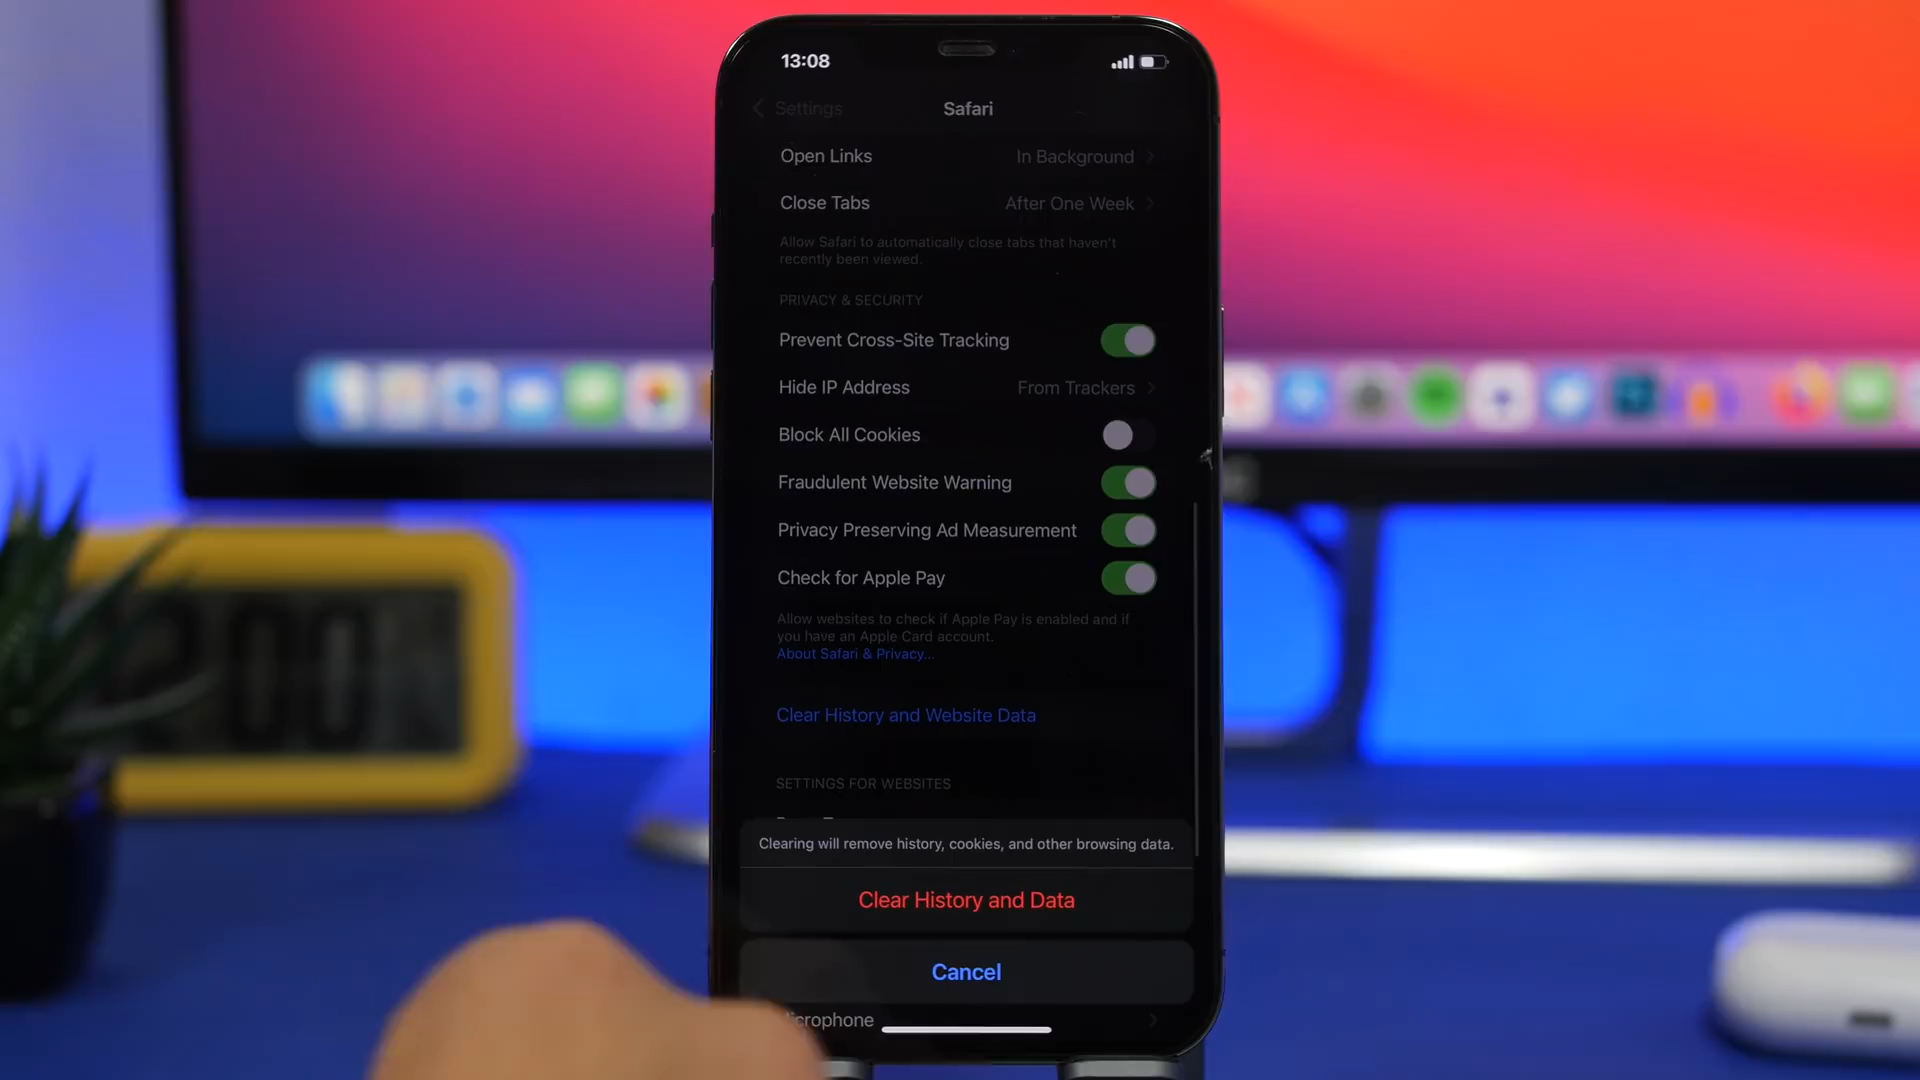 13:08
Settings
Safari
Open Links
In Background
Close Tabs
After One Week
Allow Safari to automatically close tabs that haven't
recently been viewed.
PRIVACY & SECURITY
Prevent Cross-Site Tracking
Hide IP Address
From Trackers
Block All Cookies
Fraudulent Website Warning
Privacy Preserving Ad Measurement
Check for Apple Pay
Allow websites to check if Apple Pay is enabled and if
you have an Apple Card account.
About Safari & Privacy...
Clear History and Website Data
SETTINGS FOR WEBSITES
Clearing will remove history, cookies, and other browsing data.
Clear History and Data
Cancel